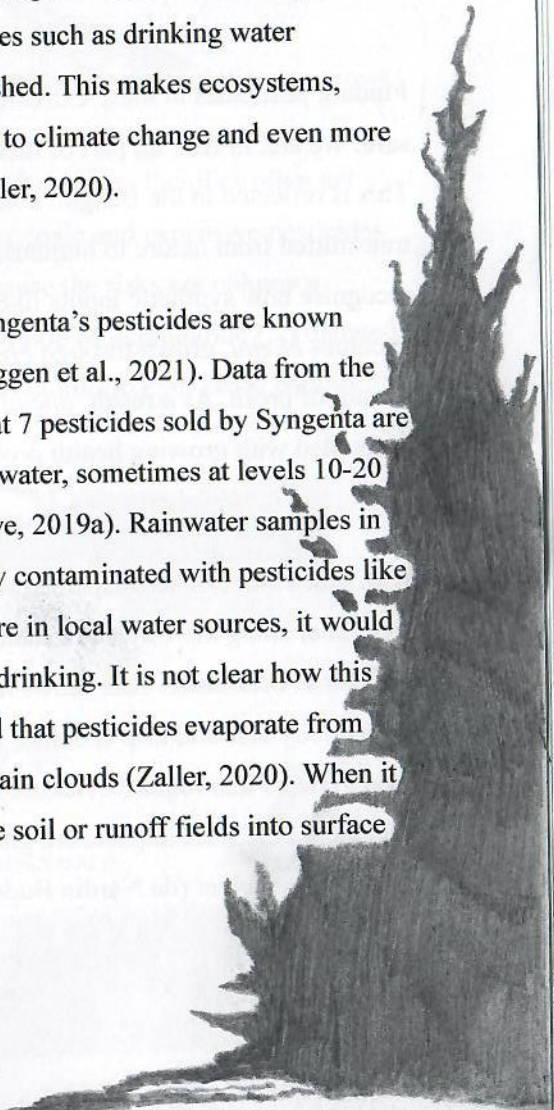 es such as drinking water
hed. This makes ecosystems,
to climate change and even more
ler, 2020).
ngenta's pesticides are known
ggen et al., 2021). Data from the
at 7 pesticides sold by Syngenta are
water, sometimes at levels 10-20
ve, 2019a). Rainwater samples in
y contaminated with pesticides like
re in local water sources, it would
drinking. It is not clear how this
d that pesticides evaporate from
ain clouds (Zaller, 2020). When it
e soil or runoff fields into surface